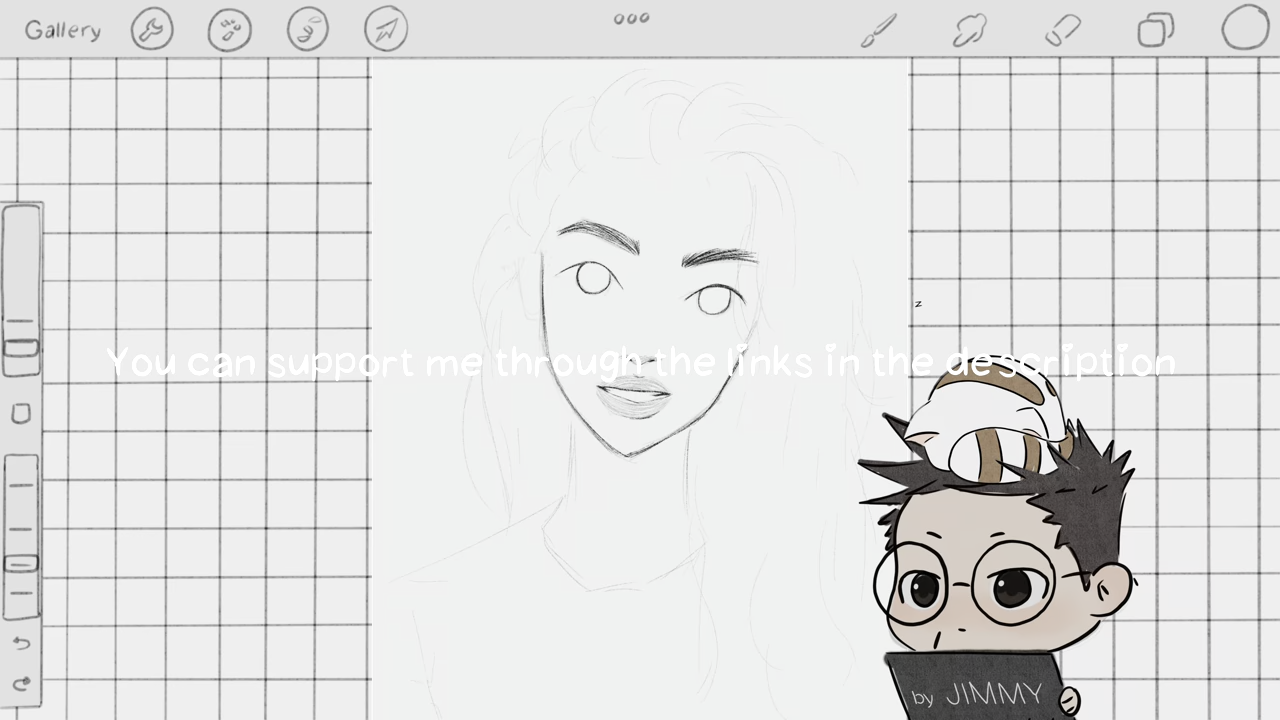 Gallery
z
You can support me through the links in the description
by JIMMY